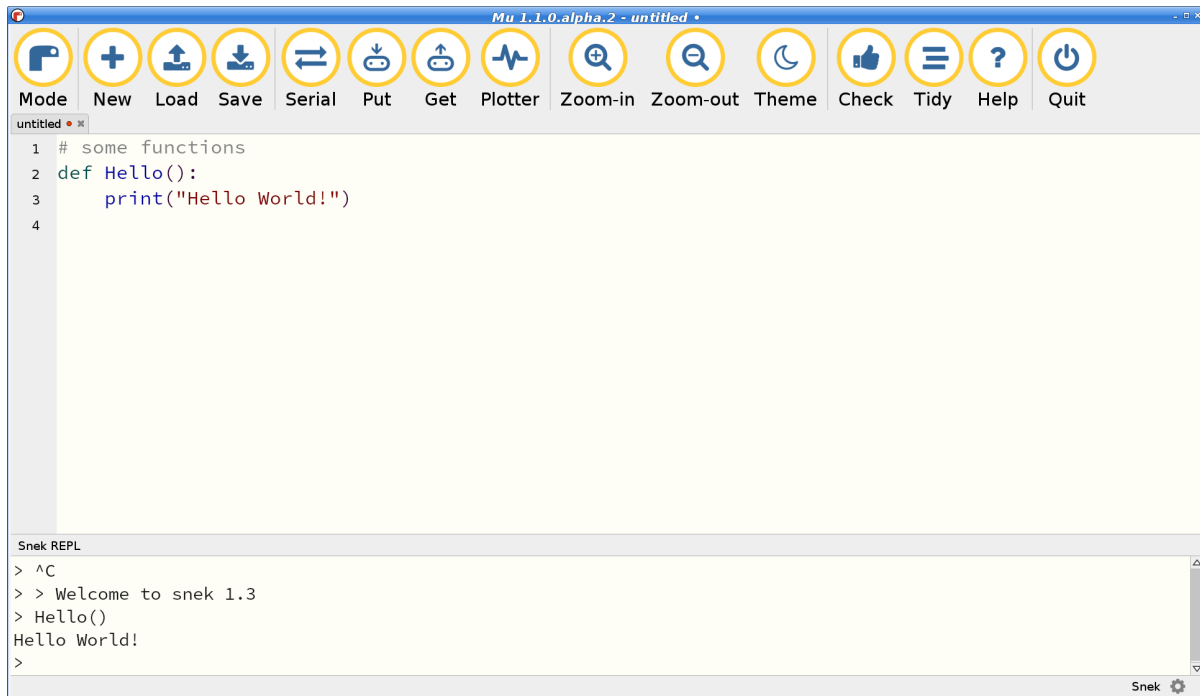 Mu 1.1.0.alpha.2 - untitled •
Mode New Load Save Serial Put Get Plotter Zoom-in Zoom-out Theme Check Tidy Help Quit
untitled
1 # some functions
2 def Hello():
3 print("Hello World!")
4
Snek REPL
> ^C
> > Welcome to snek 1.3
> Hello()
Hello World!
>
Snek